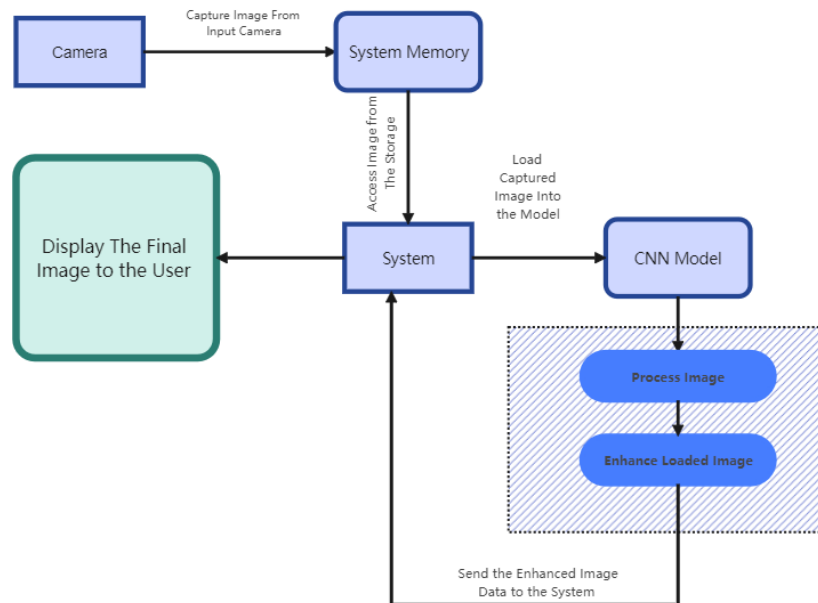 Capture Image From
Input Camera
Camera
System Memory
Access Image from
The Storage
Load
Captured
Image Into
the Model
Display The Final
Image to the User
System
CNN Model
Process Image
Enhance Loaded Image
Send the Enhanced Image
Data to the System